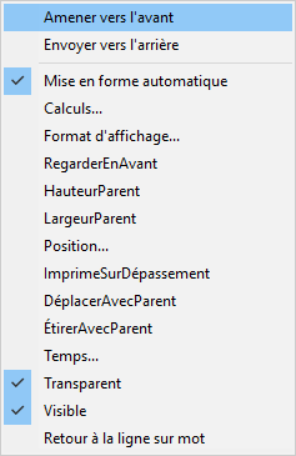 Amener vers l'avant
Envoyer vers l'arrière
Mise en forme automatique
Calculs...
Format d'affichage...
RegarderEnAvant
HauteurParent
LargeurParent
Position...
ImprimeSurDépassement
DéplacerAvecParent
ÉtirerAvecParent
Temps...
Transparent
Visible
Retour à la ligne sur mot